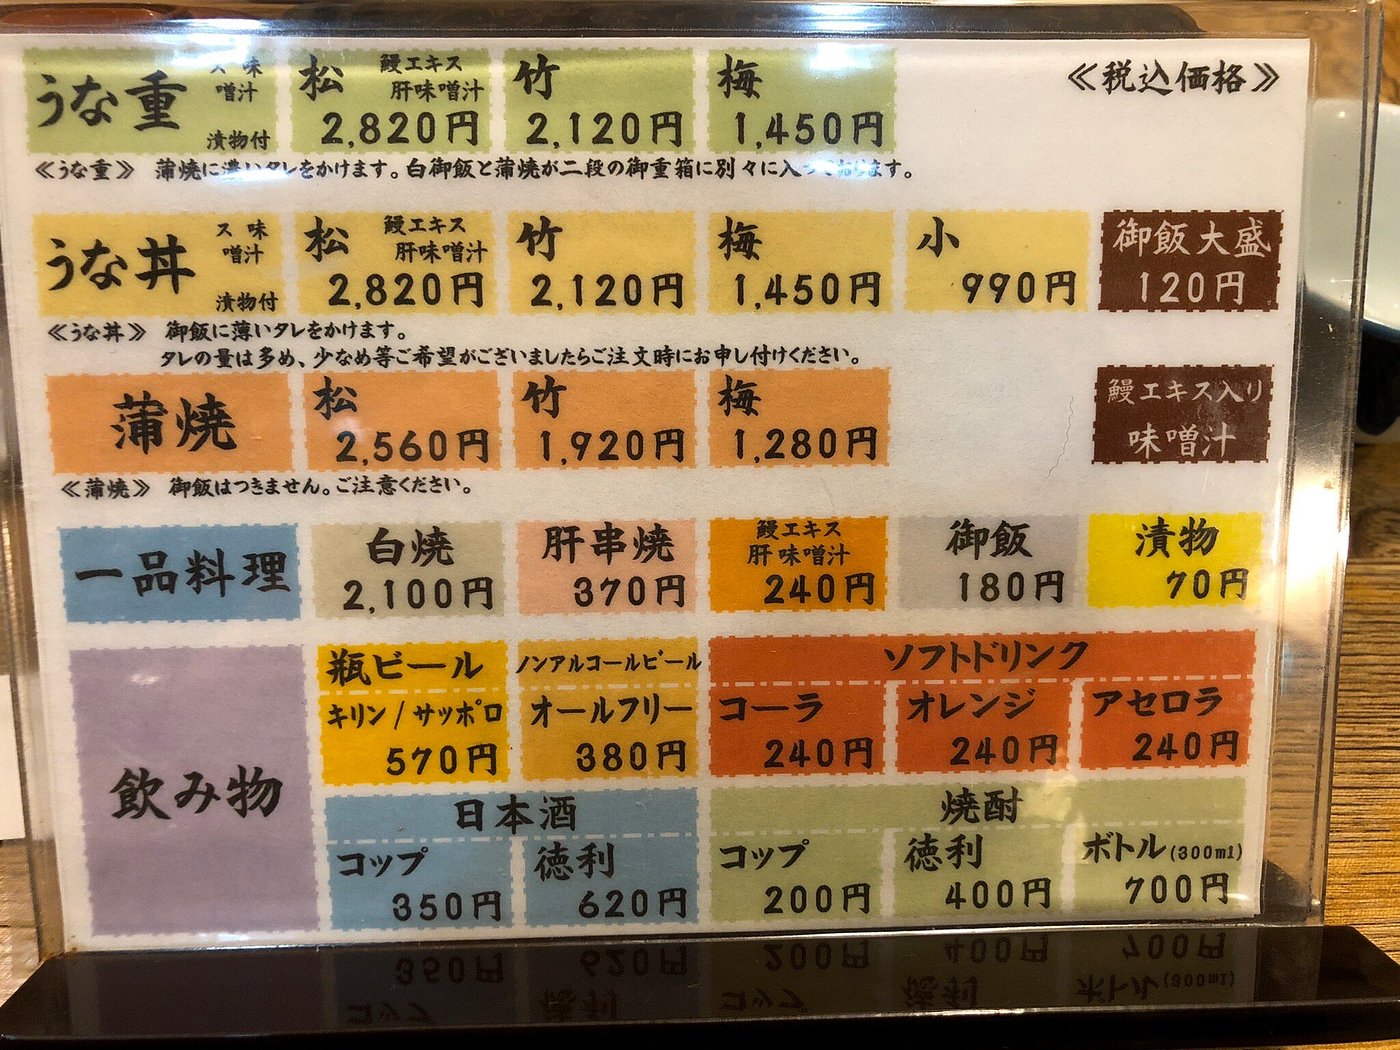 ≪税込価格≫
うな重 ス味噌汁 漬物付
松 鰻エキス肝味噌汁 2,820円
竹 2,120円
梅 1,450円
≪うな重≫ 蒲焼に濃いタレをかけます。白御飯と蒲焼が二段の御重箱に別々に入っております。
うな丼 ス味噌汁 漬物付
松 鰻エキス肝味噌汁 2,820円
竹 2,120円
梅 1,450円
小 990円
御飯大盛 120円
≪うな丼≫ 御飯に薄いタレをかけます。
タレの量は多め、少なめ等ご希望がございましたらご注文時にお申し付けください。
蒲焼
松 2,560円
竹 1,920円
梅 1,280円
鰻エキス入り
味噌汁
≪蒲焼≫ 御飯はつきません。ご注意ください。
一品料理
白焼 2,100円
肝串焼 370円
鰻エキス肝味噌汁 240円
御飯 180円
漬物 70円
飲み物
瓶ビール
キリン/サッポロ
570円
ノンアルコールビール
オールフリー
380円
ソフトドリンク
コーラ 240円
オレンジ 240円
アセロラ 240円
日本酒
コップ 350円
徳利 620円
焼酎
コップ 200円
徳利 400円
ボトル(300ml) 700円